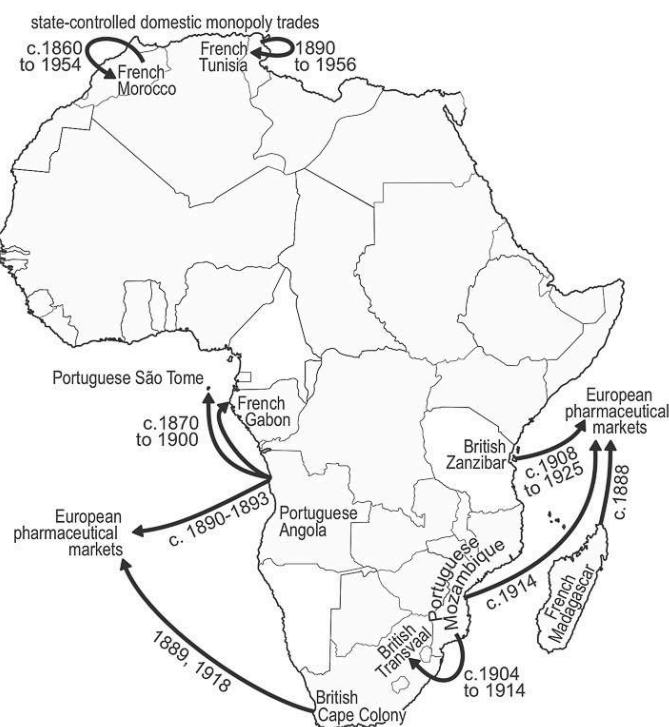 state-controlled domestic monopoly trades
c.1860
to 1954
French
Morocco
French
Tunisia
1890
to 1956
Portuguese São Tome
French
Gabon
c.1870
to 1900
European
pharmaceutical
markets
British
Zanzibar
c.1908
to 1925
c.1888
European
pharmaceutical
markets
c. 1890-1893
Portuguese
Angola
Portuguese
Mozambique
c.1914
French
Madagascar
British
Transvaal
c.1904
to 1914
1889, 1918
British
Cape Colony